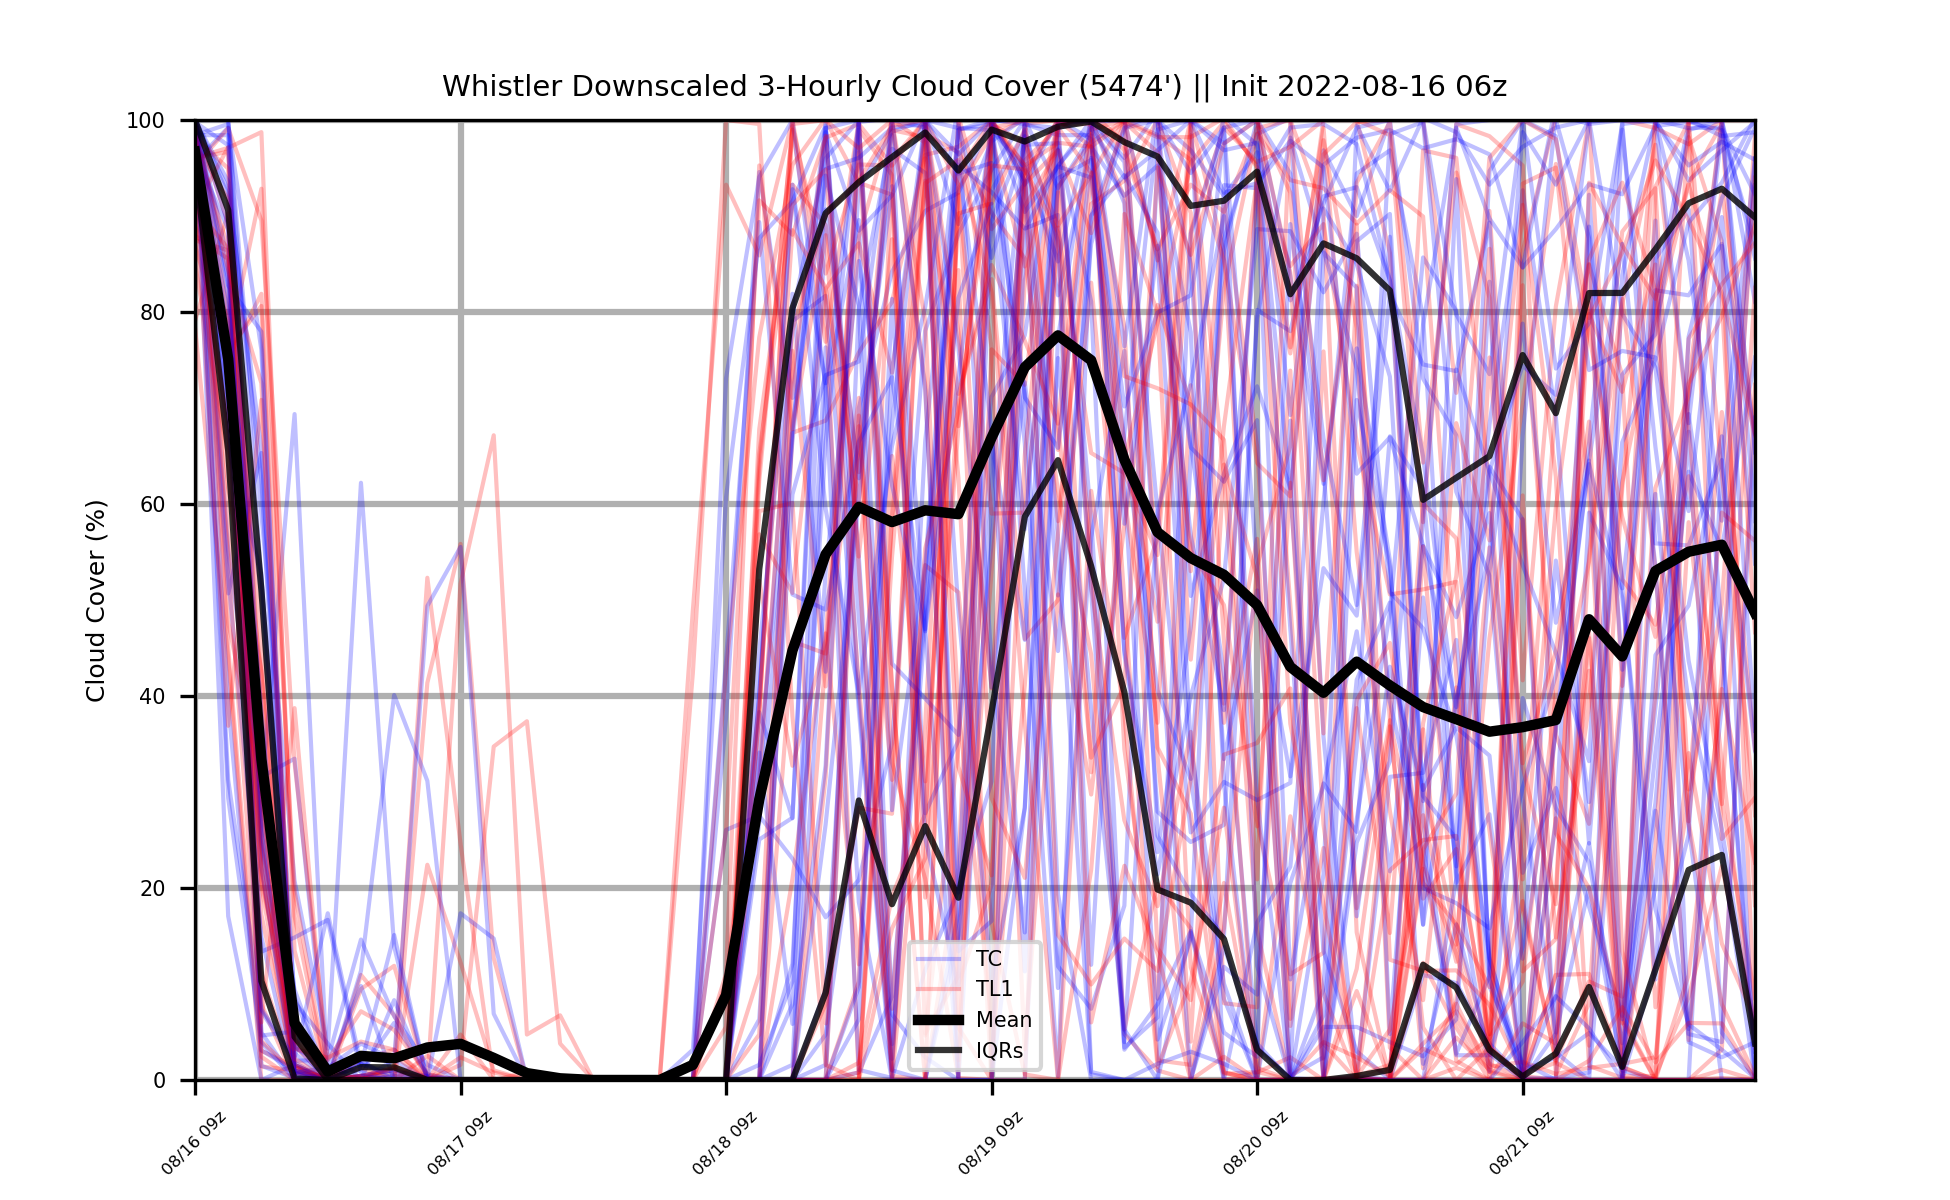 Whistler Downscaled 3-Hourly Cloud Cover (5474') || Init 2022-08-16 06z
Cloud Cover (%)
100
80
60
40
20
0
TC
TL1
Mean
IQRs
08/16 09z
08/17 09z
08/18 09z
08/19 09z
08/20 09z
08/21 09z